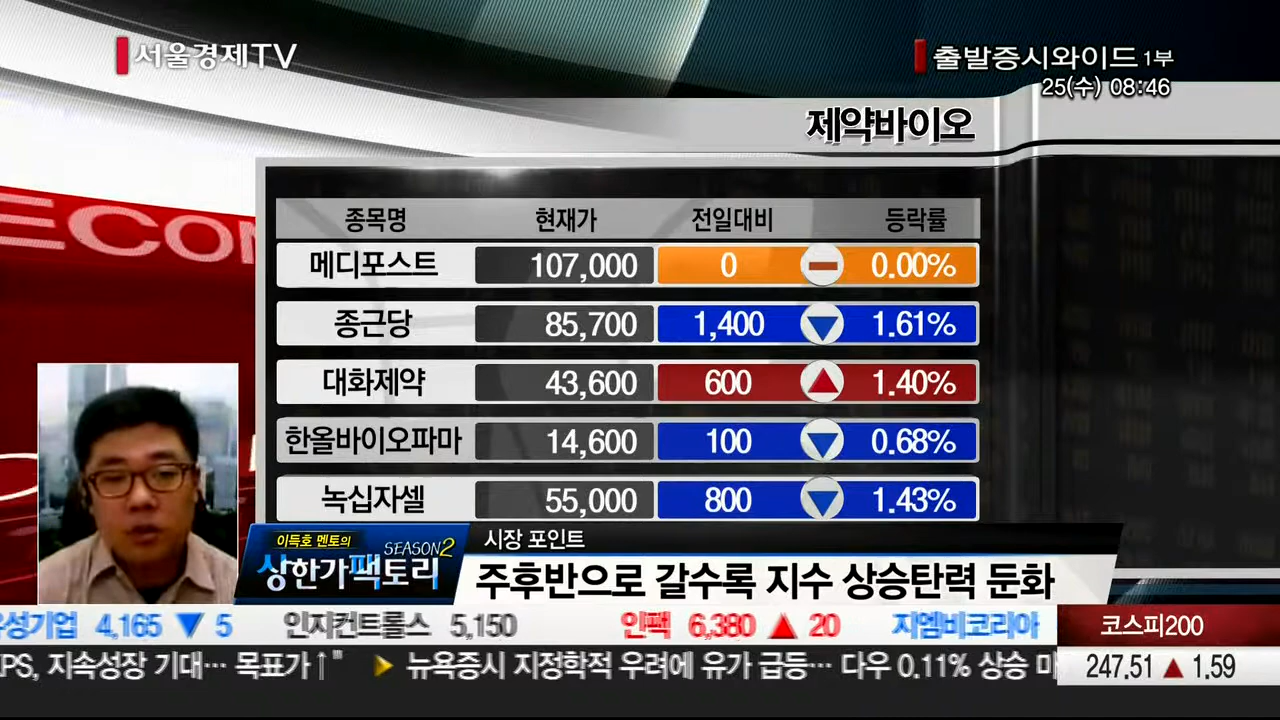 서울경제TV
출발증시와이드 1부
25(수) 08:46
제약바이오
ECON
종목명 현재가 전일대비 등락률
메디포스트 107,000 0 0.00%
종근당 85,700 1,400 ▼ 1.61%
대화제약 43,600 600 ▲ 1.40%
한올바이오파마 14,600 100 ▼ 0.68%
녹십자셀 55,000 800 ▼ 1.43%
이득호 멘토의
상한가팩토리 SEASON2
시장 포인트
주후반으로 갈수록 지수 상승탄력 둔화
유성기업 4,165 ▼ 5 인지컨트롤스 5,150 인팩 6,380 ▲ 20 지엠비코리아
코스피200
PS, 지속성장 기대… 목표가↑" ▶ 뉴욕증시 지정학적 우려에 유가 급등… 다우 0.11% 상승 마
247.51 ▲ 1.59